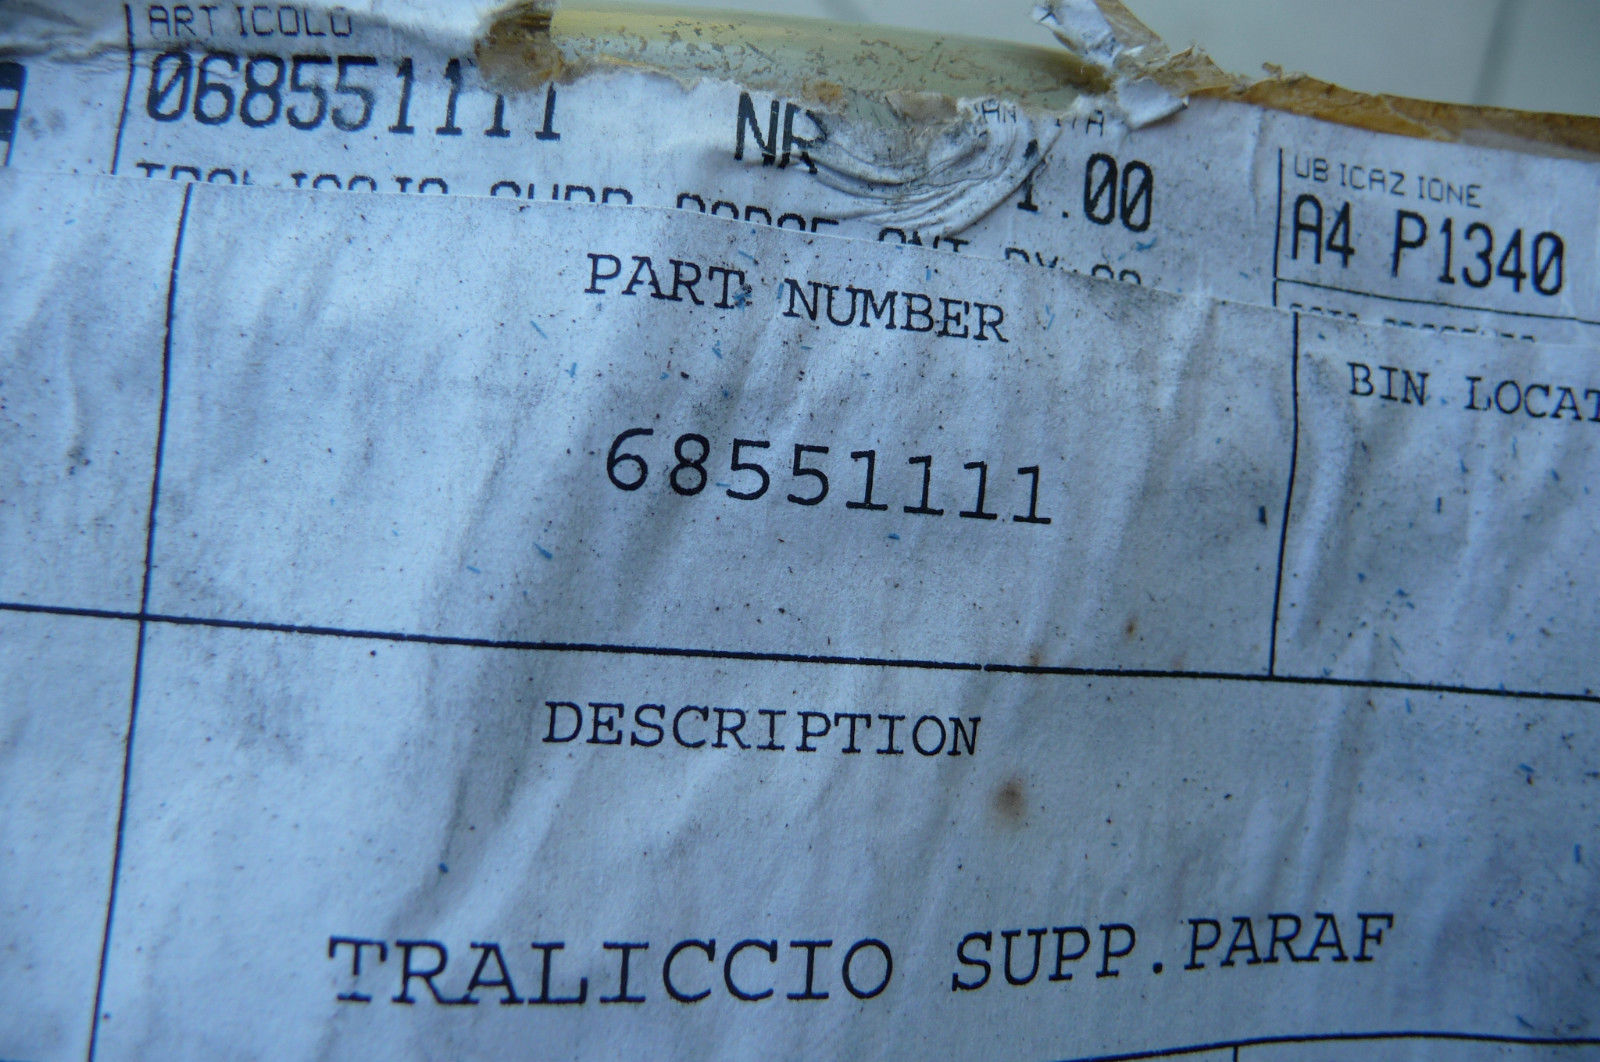 ARTICOLO
068551111 NR 1.00
UBICAZIONE
A4 P1340
PART NUMBER
BIN LOCAT
68551111
DESCRIPTION
TRALICCIO SUPP.PARAF